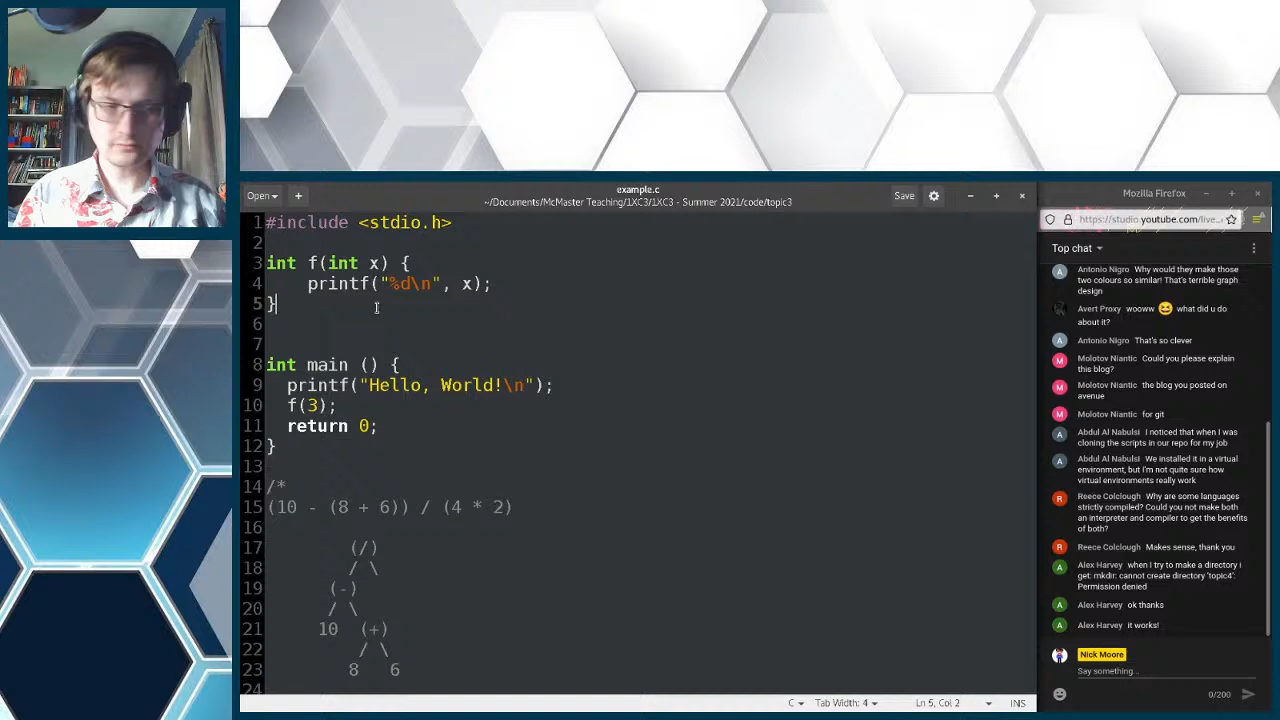 example.c
Open
~/Documents/McMaster Teaching/1XC3/1XC3 - Summer 2021/code/topic3
Save
1 #include <stdio.h>
2
3 int f(int x) {
4     printf("%d\n", x);
5 }
6
7
8 int main () {
9   printf("Hello, World!\n");
10   f(3);
11   return 0;
12 }
13
14 /*
15 (10 - (8 + 6)) / (4 * 2)
16
17         (/)
18         / \
19       (-)
20       / \
21      10   (+)
22          / \
23         8   6
24
C
Tab Width: 4
Ln 5, Col 2
INS
Mozilla Firefox
https://studio.youtube.com/live_
Top chat
Antonio Nigro Why would they make those
two colours so similar! That's terrible graph
design
Avert Proxy wooww 😆 what did u do
about it?
Antonio Nigro That's so clever
Molotov Niantic Could you please explain
this blog?
Molotov Niantic the blog you posted on
avenue
Molotov Niantic for git
Abdul Al Nabulsi I noticed that when I was
cloning the scripts in our repo for my job
Abdul Al Nabulsi We installed it in a virtual
environment, but I'm not quite sure how
virtual environments really work
Reece Colclough Why are some languages
strictly compiled? Could you not make both
an interpreter and compiler to get the benefits
of both?
Reece Colclough Makes sense, thank you
Alex Harvey when I try to make a directory i
get: mkdir: cannot create directory 'topic4':
Permission denied
Alex Harvey ok thanks
Alex Harvey it works!
Nick Moore
Say something...
0/200